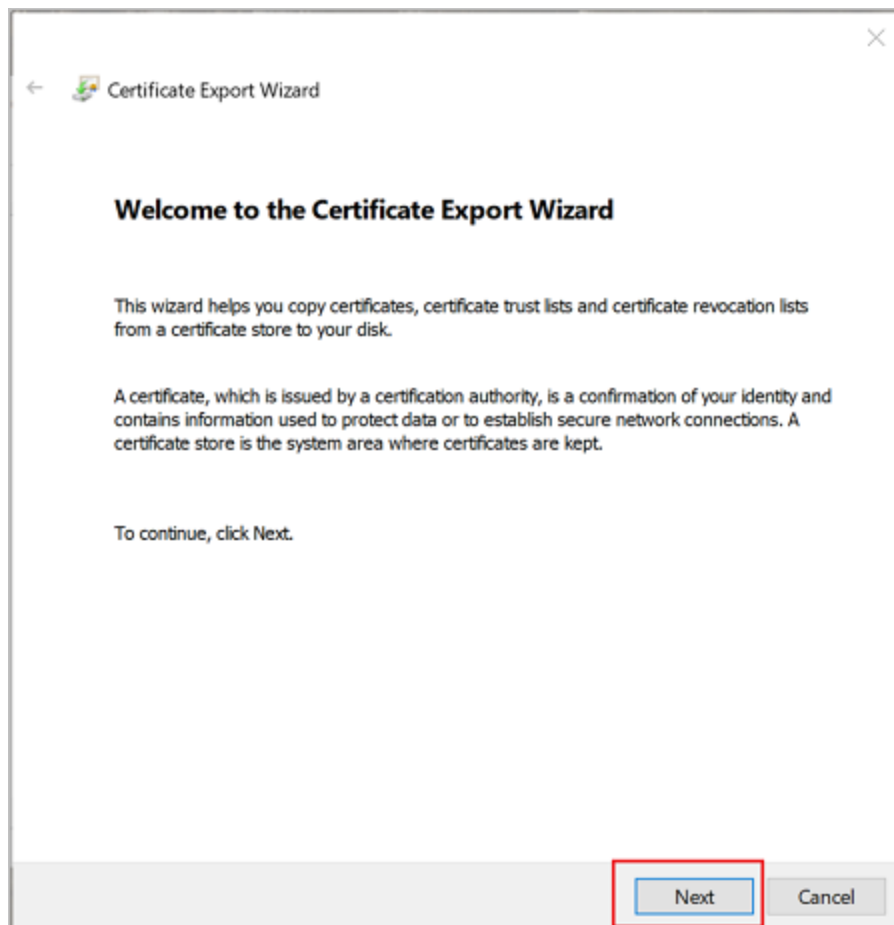 Certificate Export Wizard
Welcome to the Certificate Export Wizard
This wizard helps you copy certificates, certificate trust lists and certificate revocation lists
from a certificate store to your disk.
A certificate, which is issued by a certification authority, is a confirmation of your identity and
contains information used to protect data or to establish secure network connections. A
certificate store is the system area where certificates are kept.
To continue, click Next.
Next
Cancel